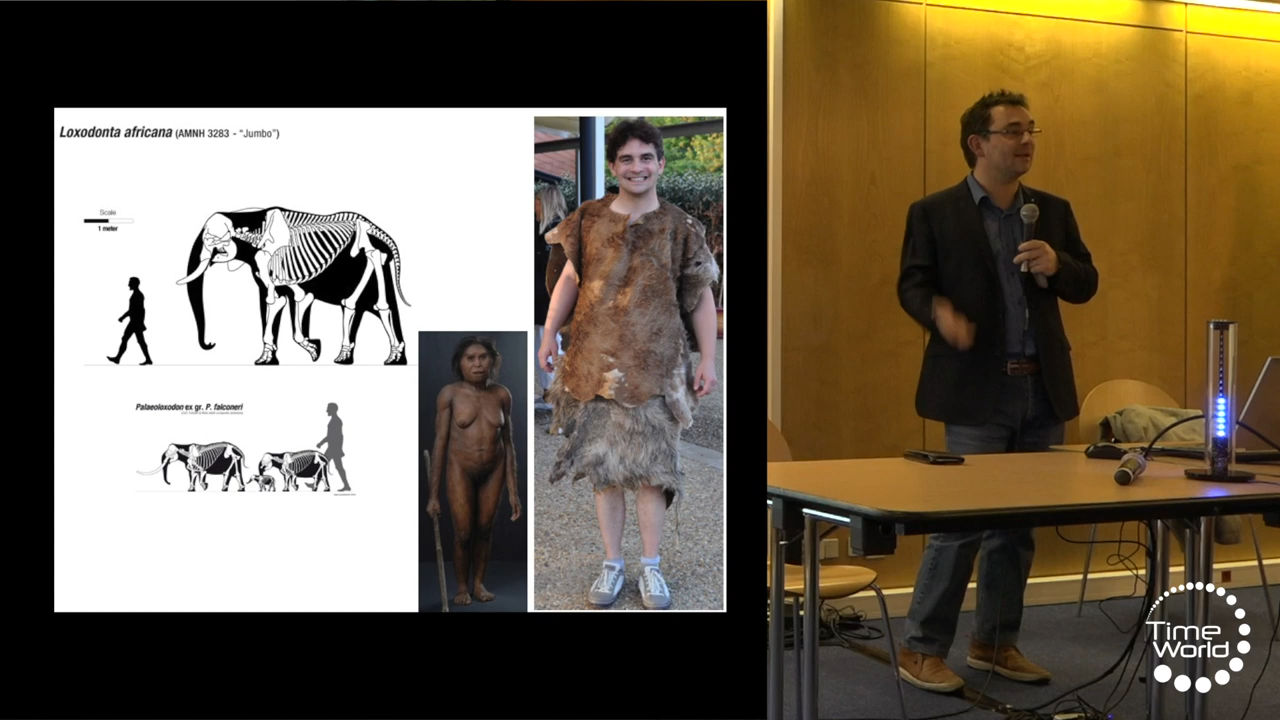 Loxodonta africana (AMNH 3283 - "Jumbo")
Scale
1 meter
Palaeoloxodon ex gr. P. falconeri
Time
World